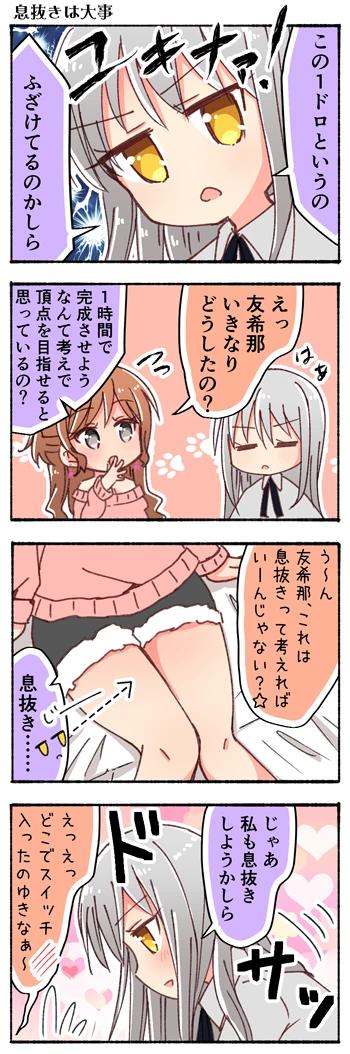 息抜きは大事
ユキナァ!
この1ドロというの
ふざけてるのかしら
えっ
友希那
いきなり
どうしたの?
はぁ
1時間で
完成させよう
なんて考えで
頂点を目指せると
思っているの?
う〜ん
友希那、これは
息抜きって考えれば
いーんじゃない?☆
息抜き……
じゃあ
私も息抜き
しようかしら
ドサッ
えっえっ
どこでスイッチ
入ったのゆきなぁ〜